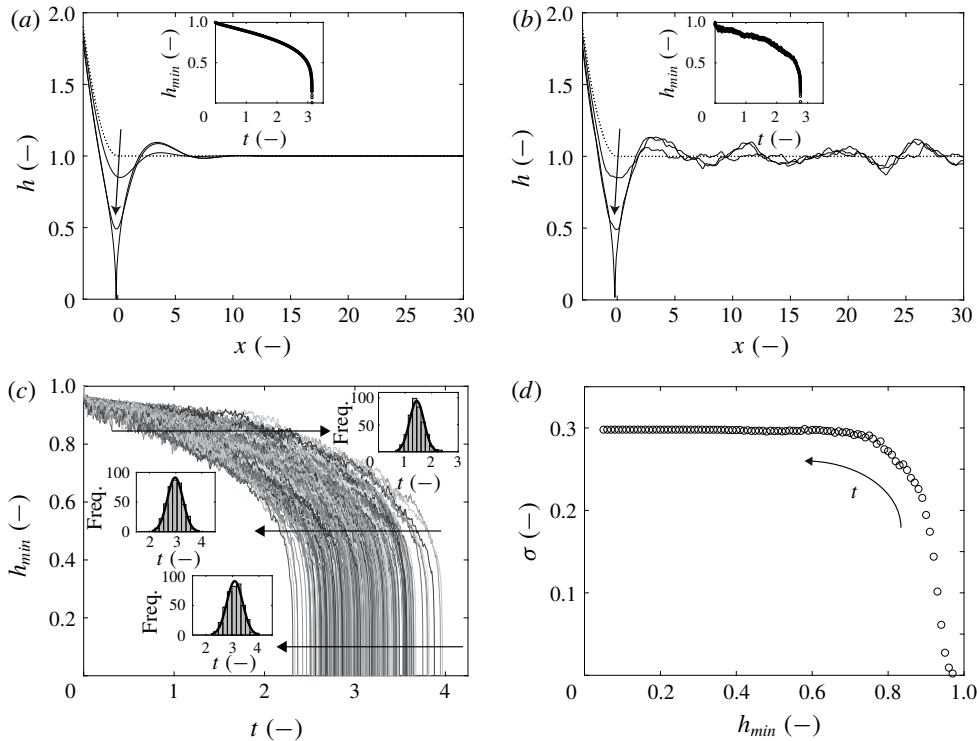 (a)
2.0
1.5
1.0
0.5
0
h (−)
0 5 10 15 20 25 30
x (−)
1.0
0.5
0
h_min (−)
1 2 3
t (−)
(b)
2.0
1.5
1.0
0.5
0
h (−)
0 5 10 15 20 25 30
x (−)
1.0
0.5
0
h_min (−)
1 2 3
t (−)
(c)
1.0
0.8
0.6
0.4
0.2
0
h_min (−)
1 2 3 4
t (−)
100
50
0
Freq.
1 2 3
t (−)
100
50
0
Freq.
2 3 4
t (−)
100
50
0
Freq.
2 3 4
t (−)
(d)
0.3
0.2
0.1
0
σ (−)
t
0.2 0.4 0.6 0.8 1.0
h_min (−)